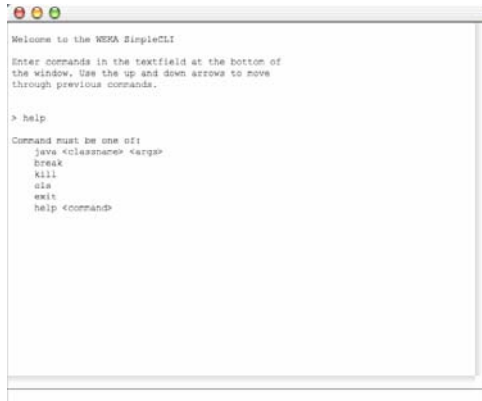 Welcome to the WEKA SimpleCLI
Enter commands in the textfield at the bottom of
the window. Use the up and down arrows to move
through previous commands.
> help
Command must be one of:
java <classname> <args>
break
kill
cls
exit
help <command>